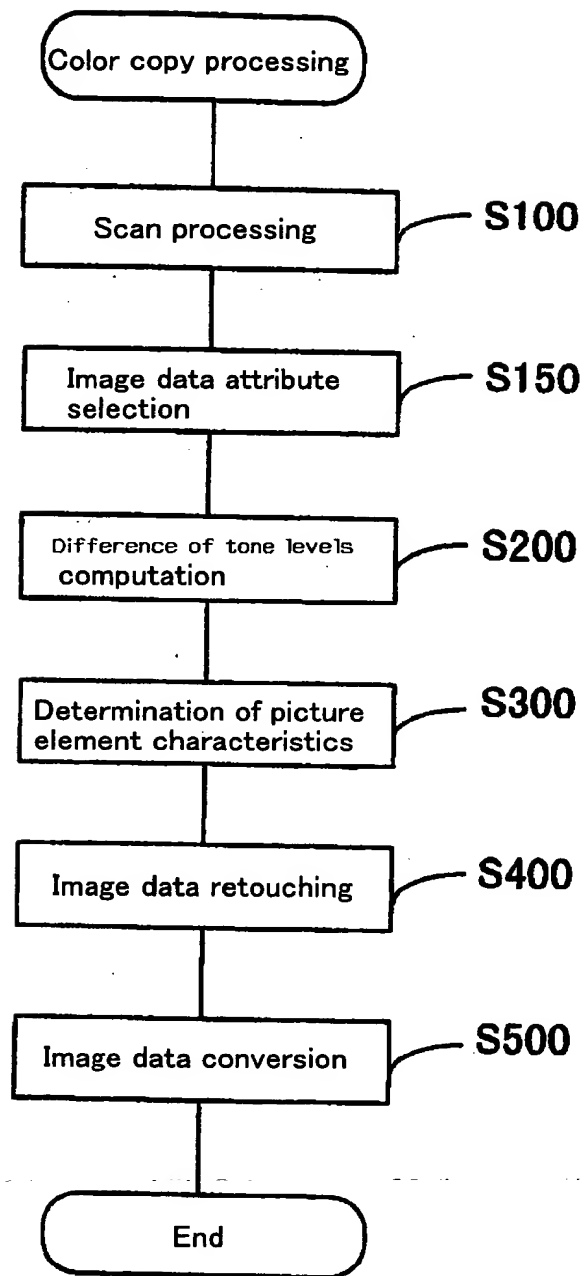 Color copy processing
Scan processing
S100
Image data attribute
selection
S150
Difference of tone levels
computation
S200
Determination of picture
element characteristics
S300
Image data retouching
S400
Image data conversion
S500
End